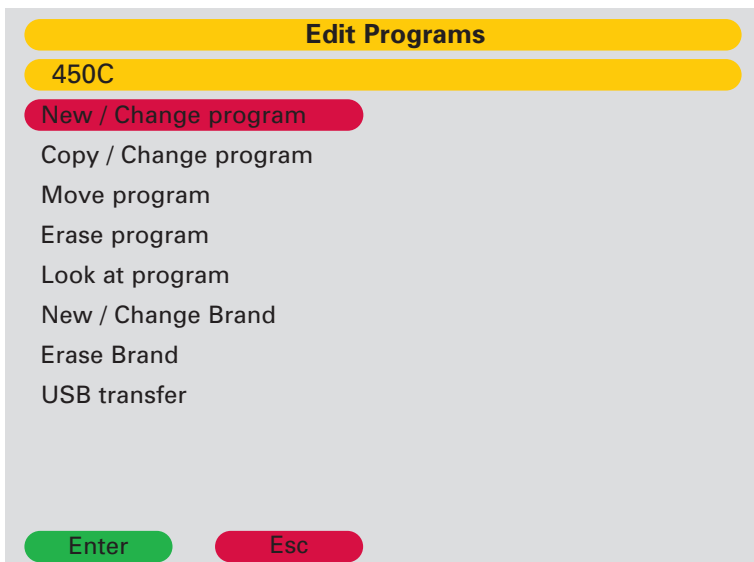 Edit Programs
450C
New / Change program
Copy / Change program
Move program
Erase program
Look at program
New / Change Brand
Erase Brand
USB transfer
Enter Esc